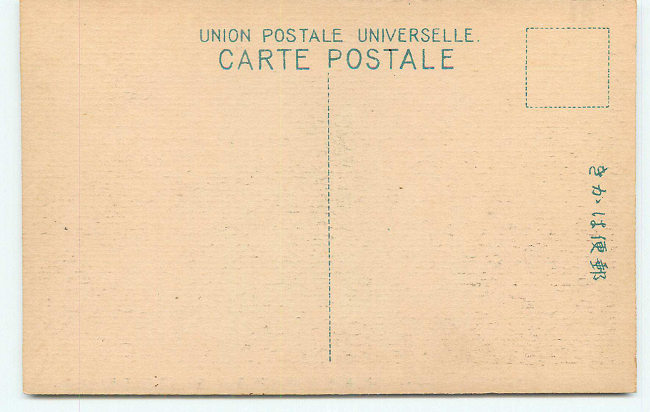 UNION POSTALE UNIVERSELLE.
CARTE POSTALE
郵便はかき